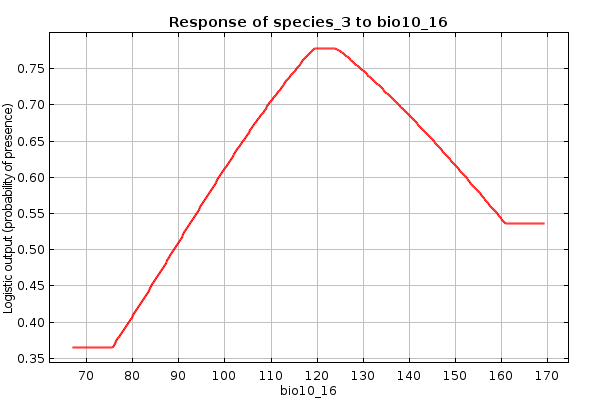 Response of species_3 to bio10_16
Logistic output (probability of presence)
0.75
0.70
0.65
0.60
0.55
0.50
0.45
0.40
0.35
70 80 90 100 110 120 130 140 150 160 170
bio10_16